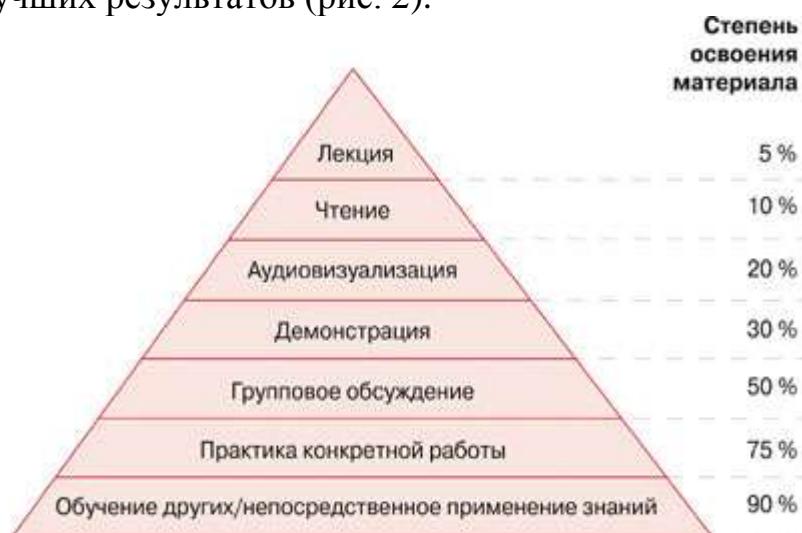 учших результатов (рис. 2).
Степень
освоения
материала
Лекция 5 %
Чтение 10 %
Аудиовизуализация 20 %
Демонстрация 30 %
Групповое обсуждение 50 %
Практика конкретной работы 75 %
Обучение других/непосредственное применение знаний 90 %